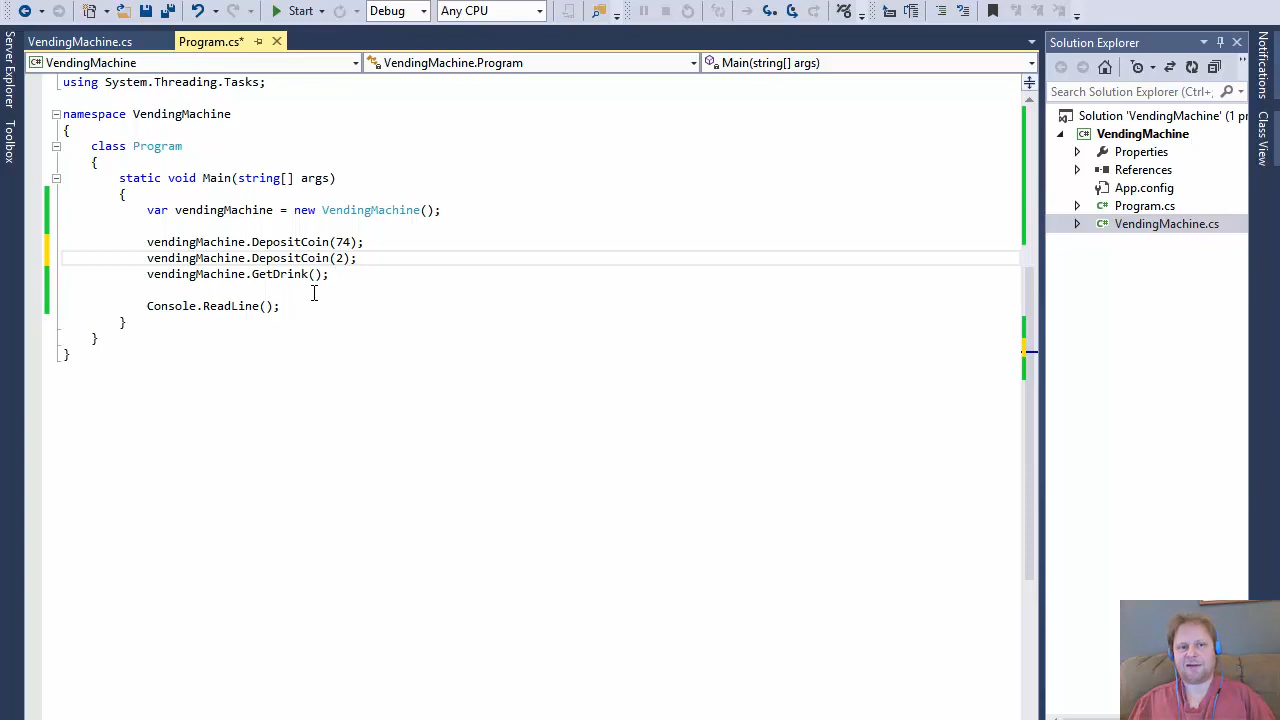 Start
Debug
Any CPU
Server Explorer
Toolbox
VendingMachine.cs
Program.cs*
VendingMachine
VendingMachine.Program
Main(string[] args)
using System.Threading.Tasks;
namespace VendingMachine
{
class Program
{
static void Main(string[] args)
{
var vendingMachine = new VendingMachine();
vendingMachine.DepositCoin(74);
vendingMachine.DepositCoin(2);
vendingMachine.GetDrink();
Console.ReadLine();
}
}
}
Solution Explorer
Search Solution Explorer (Ctrl+;
Solution 'VendingMachine' (1 pr
C# VendingMachine
Properties
References
App.config
C# Program.cs
C# VendingMachine.cs
Notifications
Class View